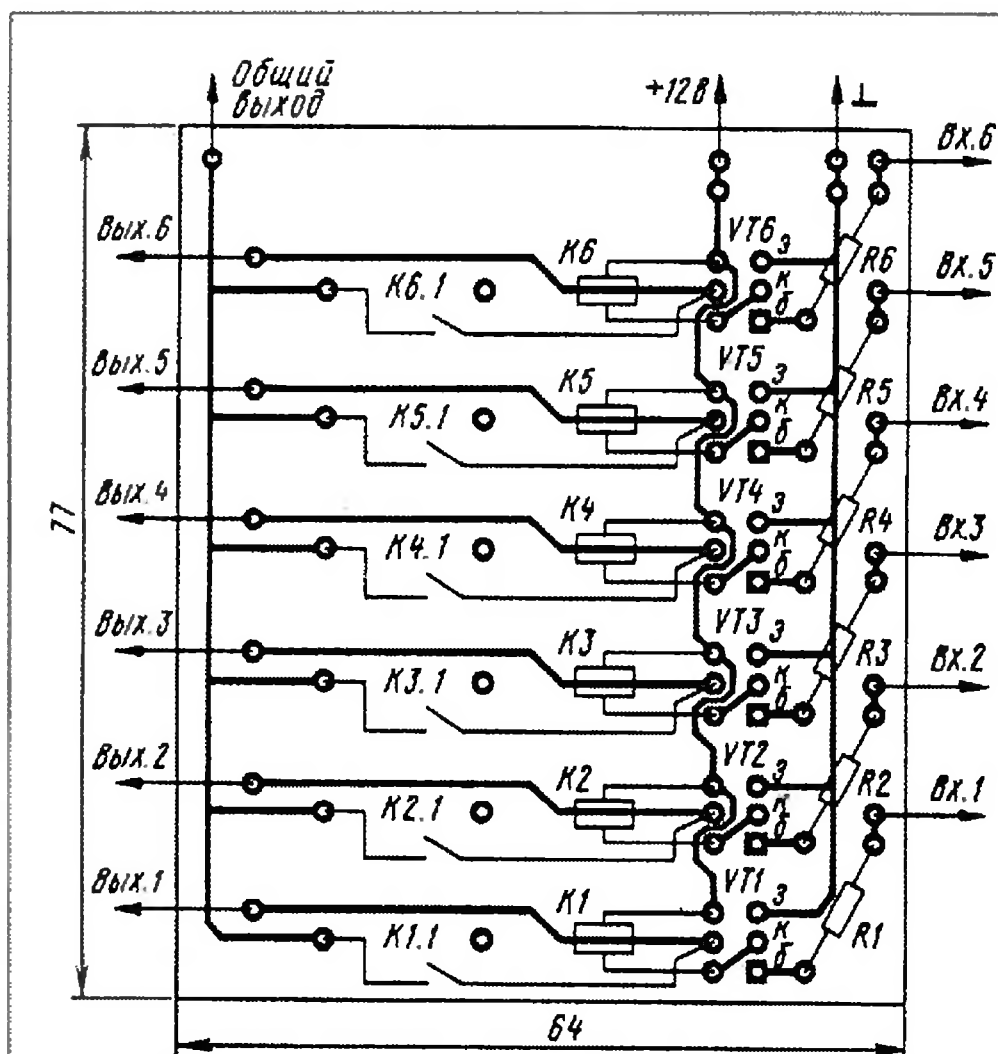 Общий
выход
+12В
⊥
Вх.6
Вых.6
К6
VT6
э
к
б
R6
К6.1
Вх.5
VT5
Вых.5
К5
э
к
б
R5
К5.1
Вх.4
VT4
Вых.4
К4
э
к
б
R4
К4.1
Вх.3
77
VT3
Вых.3
К3
э
к
б
R3
К3.1
Вх.2
VT2
Вых.2
К2
э
к
б
R2
К2.1
Вх.1
VT1
Вых.1
К1
э
к
б
R1
К1.1
64